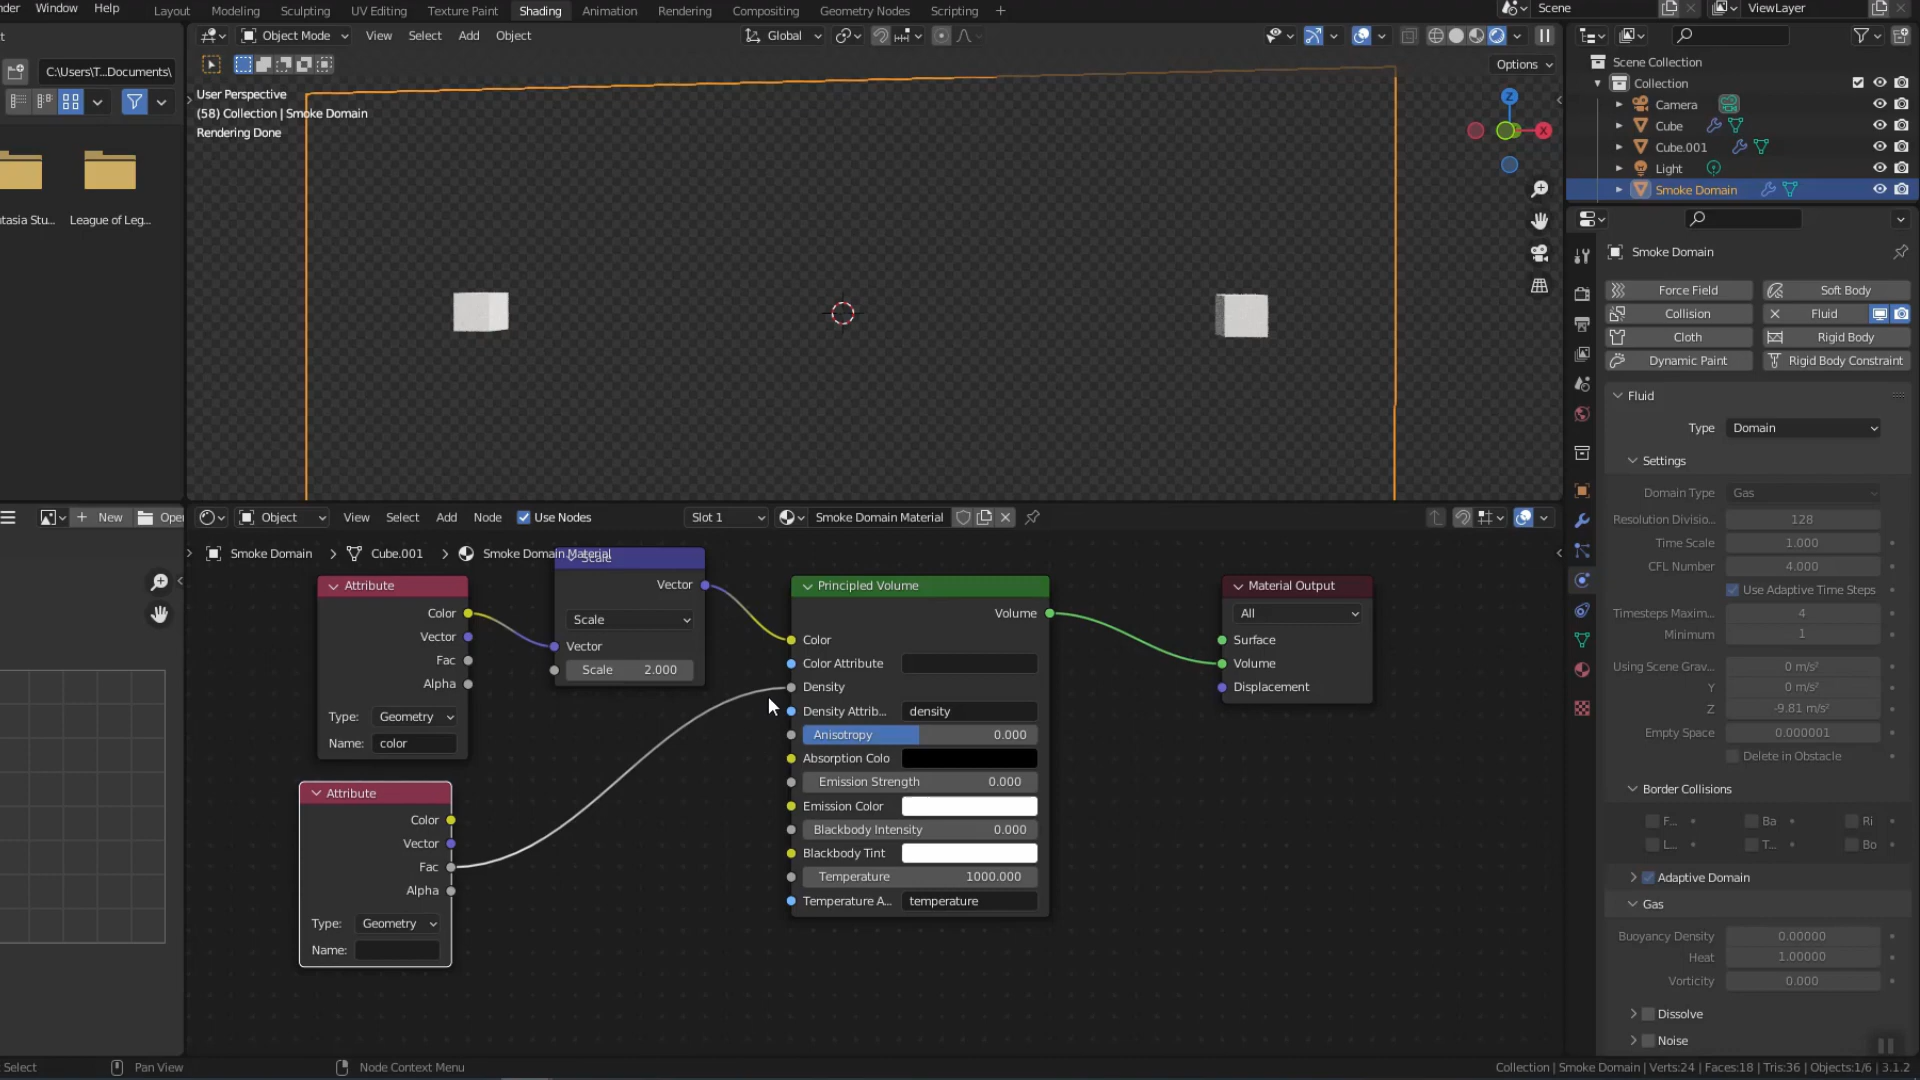 nder Window Help Layout Modeling Sculpting UV Editing Texture Paint Shading Animation Rendering Compositing Geometry Nodes Scripting Scene ViewLayer
t Object Mode View Select Add Object Global
C:\Users\T...Documents\ Options
User Perspective
(58) Collection | Smoke Domain
Rendering Done
Z
X
tasia Stu... League of Leg...
Scene Collection
Collection
Camera
Cube
Cube.001
Light
Smoke Domain
Smoke Domain
Force Field Soft Body
Collision Fluid
Cloth Rigid Body
Dynamic Paint Rigid Body Constraint
Fluid
Type Domain
Settings
Domain Type Gas
Resolution Divisio... 128
Time Scale 1.000
CFL Number 4.000
Use Adaptive Time Steps
Timesteps Maxim... 4
Minimum 1
Using Scene Grav... 0 m/s²
Y 0 m/s²
Z -9.81 m/s²
Empty Space 0.000001
Delete in Obstacle
Border Collisions
F... Ba Ri
L... T... Bo
Adaptive Domain
Gas
Buoyancy Density 0.00000
Heat 1.00000
Vorticity 0.000
Dissolve
Noise
New Oper Object View Select Add Node Use Nodes Slot 1 Smoke Domain Material
Smoke Domain Cube.001 Smoke Domain Material
Attribute
Color
Vector
Fac
Alpha
Type: Geometry
Name: color
Scale
Vector
Scale
Vector
Scale 2.000
Attribute
Color
Vector
Fac
Alpha
Type: Geometry
Name:
Principled Volume
Volume
Color
Color Attribute
Density
Density Attrib... density
Anisotropy 0.000
Absorption Colo
Emission Strength 0.000
Emission Color
Blackbody Intensity 0.000
Blackbody Tint
Temperature 1000.000
Temperature A... temperature
Material Output
All
Surface
Volume
Displacement
Select Pan View Node Context Menu Collection | Smoke Domain | Verts:24 | Faces:18 | Tris:36 | Objects:1/6 | 3.1.2